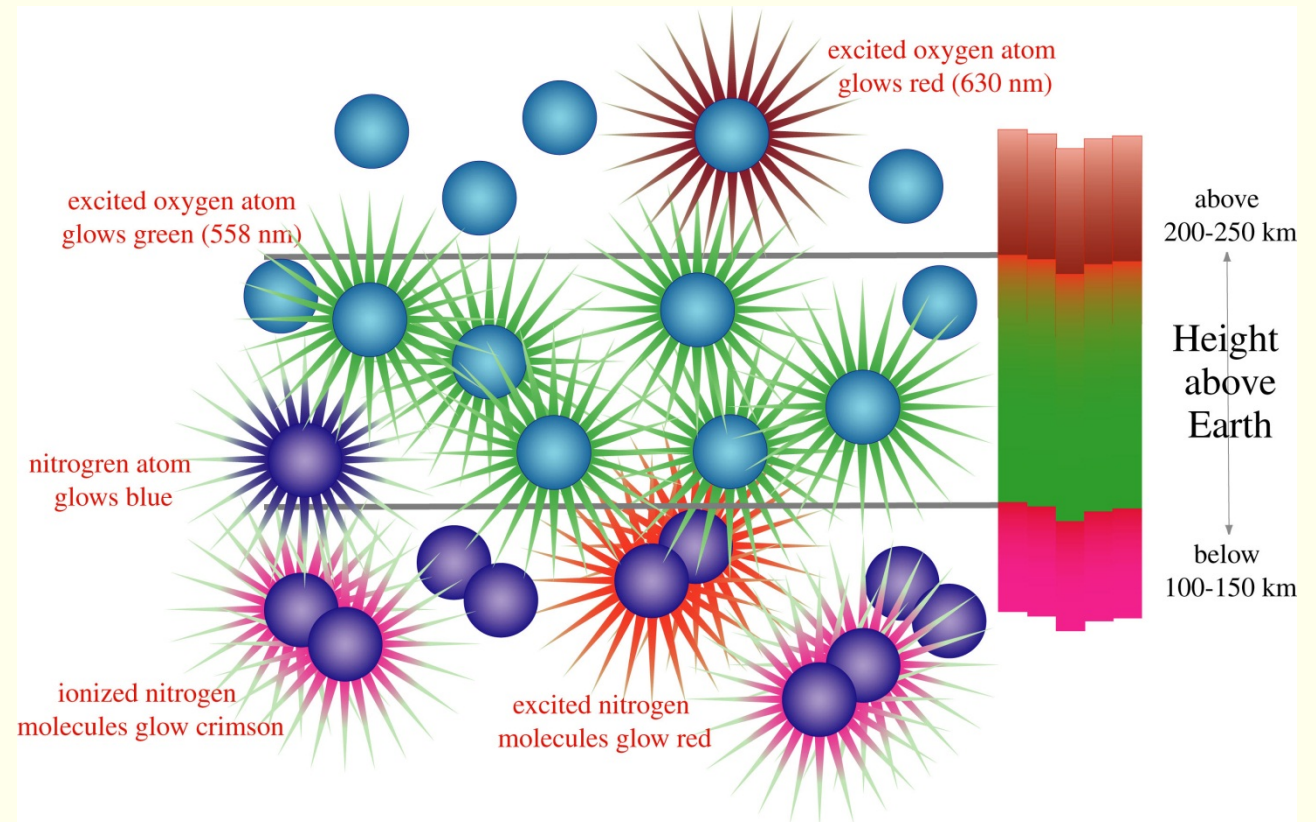 excited oxygen atom
glows red (630 nm)
excited oxygen atom
glows green (558 nm)
above
200-250 km
Height
above
Earth
nitrogren atom
glows blue
below
100-150 km
ionized nitrogen
molecules glow crimson
excited nitrogen
molecules glow red